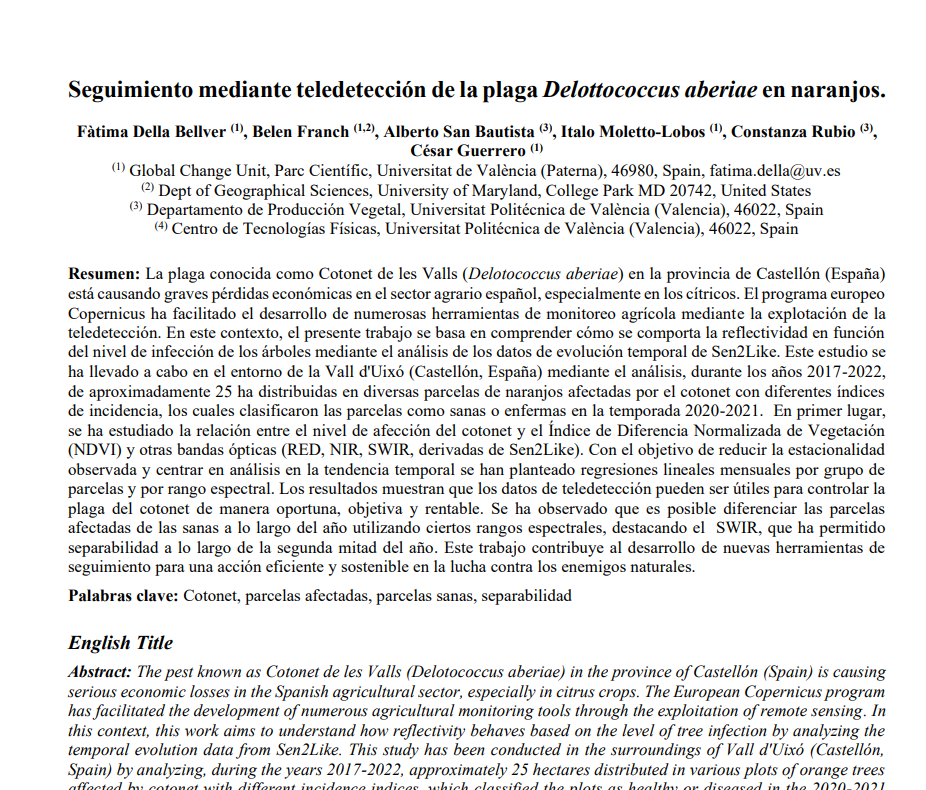 Seguimiento mediante teledetección de la plaga Delottococcus aberiae en naranjos.
Fàtima Della Bellver (1), Belen Franch (1,2), Alberto San Bautista (3), Italo Moletto-Lobos (1), Constanza Rubio (3),
César Guerrero (1)
(1) Global Change Unit, Parc Científic, Universitat de València (Paterna), 46980, Spain, fatima.della@uv.es
(2) Dept of Geographical Sciences, University of Maryland, College Park MD 20742, United States
(3) Departamento de Producción Vegetal, Universitat Politécnica de València (Valencia), 46022, Spain
(4) Centro de Tecnologías Físicas, Universitat Politécnica de València (Valencia), 46022, Spain
Resumen: La plaga conocida como Cotonet de les Valls (Delotococcus aberiae) en la provincia de Castellón (España)
está causando graves pérdidas económicas en el sector agrario español, especialmente en los cítricos. El programa europeo
Copernicus ha facilitado el desarrollo de numerosas herramientas de monitoreo agrícola mediante la explotación de la
teledetección. En este contexto, el presente trabajo se basa en comprender cómo se comporta la reflectividad en función
del nivel de infección de los árboles mediante el análisis de los datos de evolución temporal de Sen2Like. Este estudio se
ha llevado a cabo en el entorno de la Vall d'Uixó (Castellón, España) mediante el análisis, durante los años 2017-2022,
de aproximadamente 25 ha distribuidas en diversas parcelas de naranjos afectadas por el cotonet con diferentes índices
de incidencia, los cuales clasificaron las parcelas como sanas o enfermas en la temporada 2020-2021. En primer lugar,
se ha estudiado la relación entre el nivel de afección del cotonet y el Índice de Diferencia Normalizada de Vegetación
(NDVI) y otras bandas ópticas (RED, NIR, SWIR, derivadas de Sen2Like). Con el objetivo de reducir la estacionalidad
observada y centrar en análisis en la tendencia temporal se han planteado regresiones lineales mensuales por grupo de
parcelas y por rango espectral. Los resultados muestran que los datos de teledetección pueden ser útiles para controlar la
plaga del cotonet de manera oportuna, objetiva y rentable. Se ha observado que es posible diferenciar las parcelas
afectadas de las sanas a lo largo del año utilizando ciertos rangos espectrales, destacando el SWIR, que ha permitido
separabilidad a lo largo de la segunda mitad del año. Este trabajo contribuye al desarrollo de nuevas herramientas de
seguimiento para una acción eficiente y sostenible en la lucha contra los enemigos naturales.
Palabras clave: Cotonet, parcelas afectadas, parcelas sanas, separabilidad
English Title
Abstract: The pest known as Cotonet de les Valls (Delotococcus aberiae) in the province of Castellón (Spain) is causing
serious economic losses in the Spanish agricultural sector, especially in citrus crops. The European Copernicus program
has facilitated the development of numerous agricultural monitoring tools through the exploitation of remote sensing. In
this context, this work aims to understand how reflectivity behaves based on the level of tree infection by analyzing the
temporal evolution data from Sen2Like. This study has been conducted in the surroundings of Vall d'Uixó (Castellón,
Spain) by analyzing, during the years 2017-2022, approximately 25 hectares distributed in various plots of orange trees
affected by cotonet with different incidence indices, which classified the plots as healthy or diseased in the 2020-2021